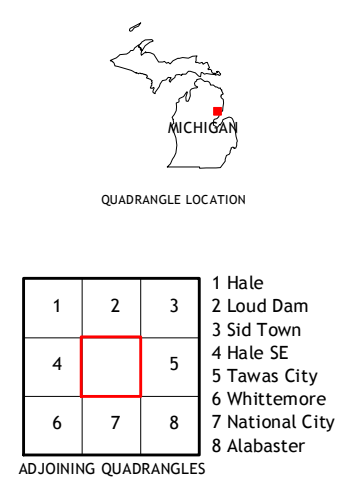 MICHIGAN
QUADRANGLE LOCATION
1 2 3
4 5
6 7 8
1 Hale
2 Loud Dam
3 Sid Town
4 Hale SE
5 Tawas City
6 Whittemore
7 National City
8 Alabaster
ADJOINING QUADRANGLES